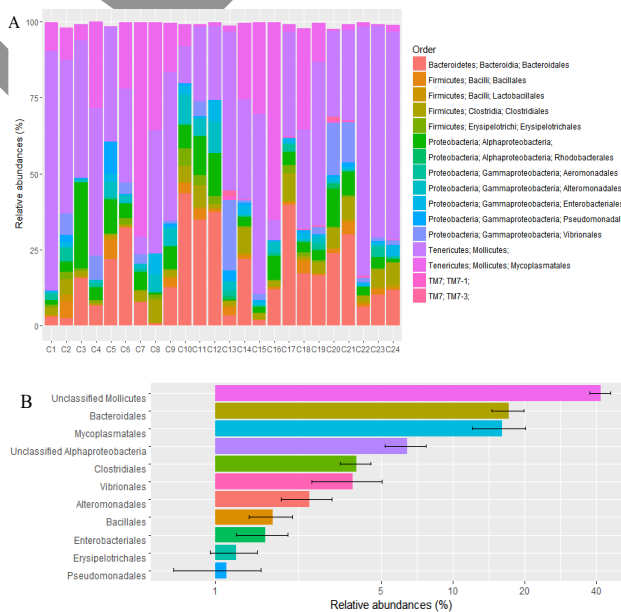 A
Relative abundances (%)
100
75
50
25
0
C1 C2 C3 C4 C5 C6 C7 C8 C9 C10 C11 C12 C13 C14 C15 C16 C17 C18 C19 C20 C21 C22 C23 C24
Order
Bacteroidetes; Bacteroidia; Bacteroidales
Firmicutes; Bacilli; Bacillales
Firmicutes; Bacilli; Lactobacillales
Firmicutes; Clostridia; Clostridiales
Firmicutes; Erysipelotrichi; Erysipelotrichales
Proteobacteria; Alphaproteobacteria;
Proteobacteria; Alphaproteobacteria; Rhodobacterales
Proteobacteria; Gammaproteobacteria; Aeromonadales
Proteobacteria; Gammaproteobacteria; Alteromonadales
Proteobacteria; Gammaproteobacteria; Enterobacteriales
Proteobacteria; Gammaproteobacteria; Pseudomonadal
Proteobacteria; Gammaproteobacteria; Vibrionales
Tenericutes; Mollicutes;
Tenericutes; Mollicutes; Mycoplasmatales
TM7; TM7-1;
TM7; TM7-3;
B
Unclassified Mollicutes
Bacteroidales
Mycoplasmatales
Unclassified Alphaproteobacteria
Clostridiales
Vibrionales
Alteromonadales
Bacillales
Enterobacteriales
Erysipelotrichales
Pseudomonadales
1 5 10 20 40
Relative abundances (%)